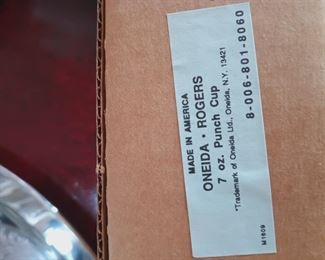 MADE IN AMERICA
ONEIDA • ROGERS
7 oz. Punch Cup
*Trademark of Oneida Ltd., Oneida, N.Y. 13421
8-006-801-8060
M1609